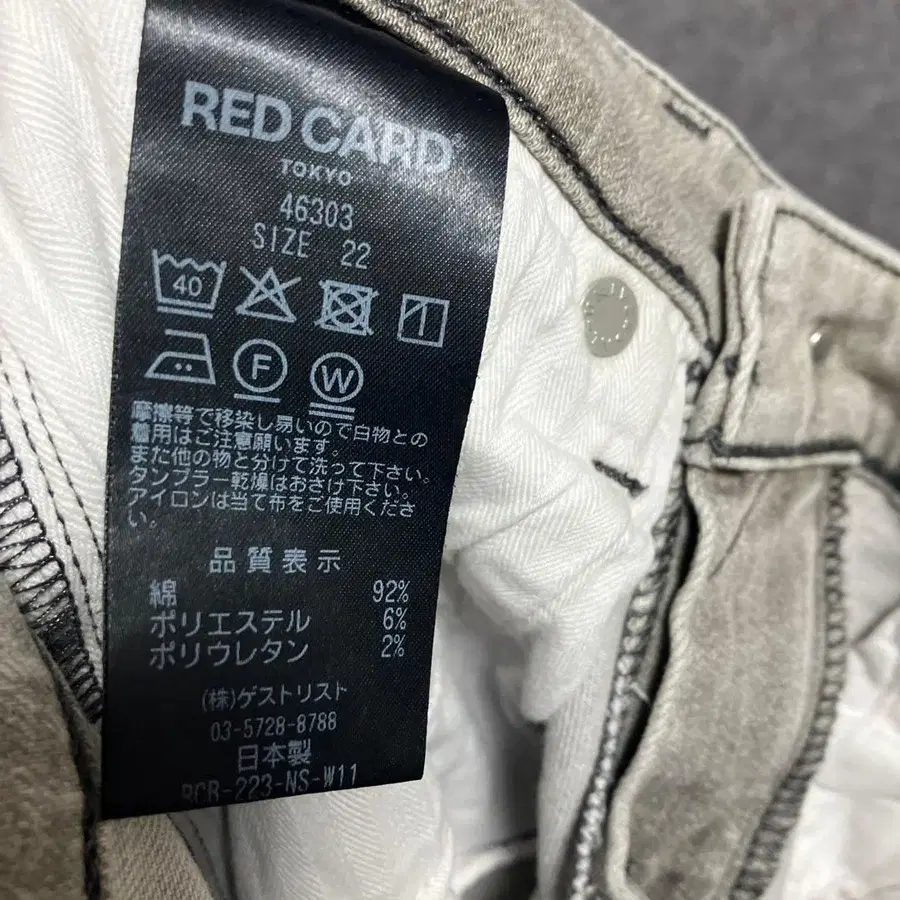 RED CARD
TOKYO
46303
SIZE 22
40
F
W
摩擦等で移染し易いので白物との
着用はご注意願います。
また他の物と分けて洗って下さい。
タンブラー乾燥はおさけ下さい。
アイロンは当て布をご使用くださ
い。
品質表示
綿 92%
ポリエステル 6%
ポリウレタン 2%
(株)ゲストリスト
03-5728-8788
日本製
RCR-223-NS-W11